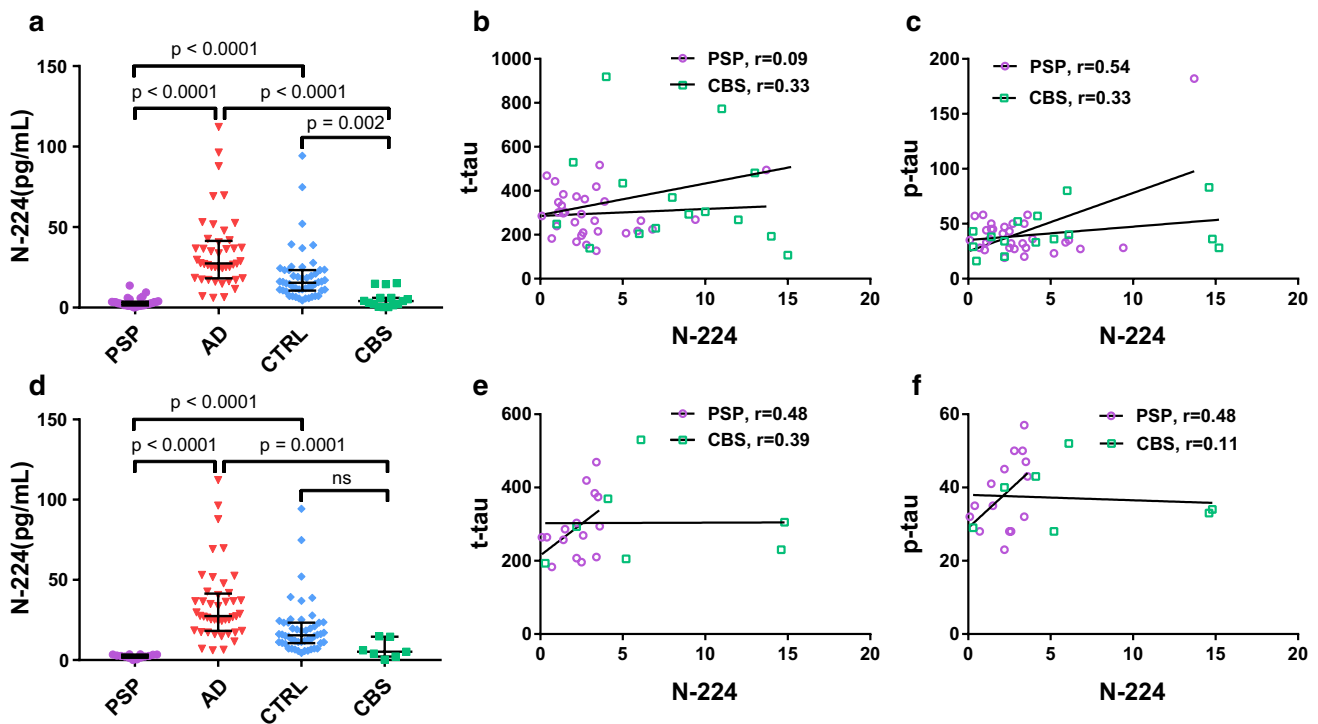 a
p < 0.0001
p < 0.0001
p < 0.0001
p = 0.002
N-224(pg/mL)
150
100
50
0
PSP
AD
CTRL
CBS
b
PSP, r=0.09
CBS, r=0.33
t-tau
1000
800
600
400
200
0
0
5
10
15
20
N-224
c
PSP, r=0.54
CBS, r=0.33
p-tau
200
150
100
50
0
0
5
10
15
20
N-224
d
p < 0.0001
p < 0.0001
p = 0.0001
ns
N-224(pg/mL)
150
100
50
0
PSP
AD
CTRL
CBS
e
PSP, r=0.48
CBS, r=0.39
t-tau
600
400
200
0
0
5
10
15
20
N-224
f
PSP, r=0.48
CBS, r=0.11
p-tau
60
40
20
0
0
5
10
15
20
N-224